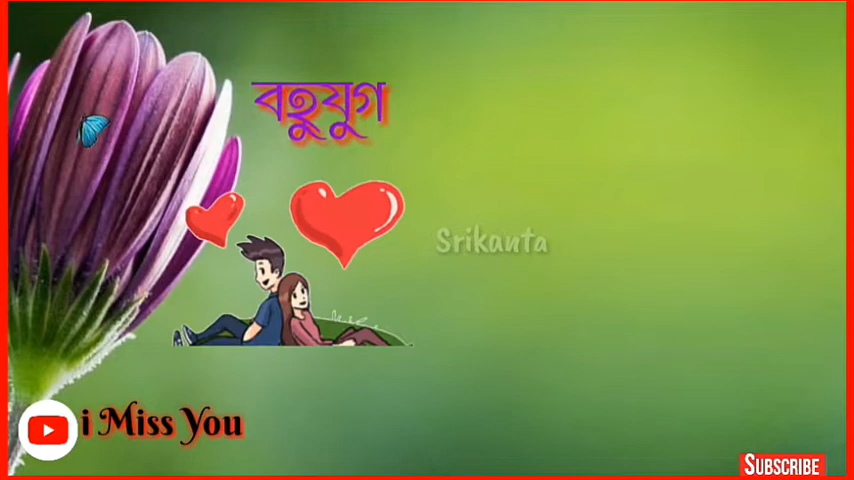 বহুযুগ
Srikanta
i Miss You
SUBSCRIBE